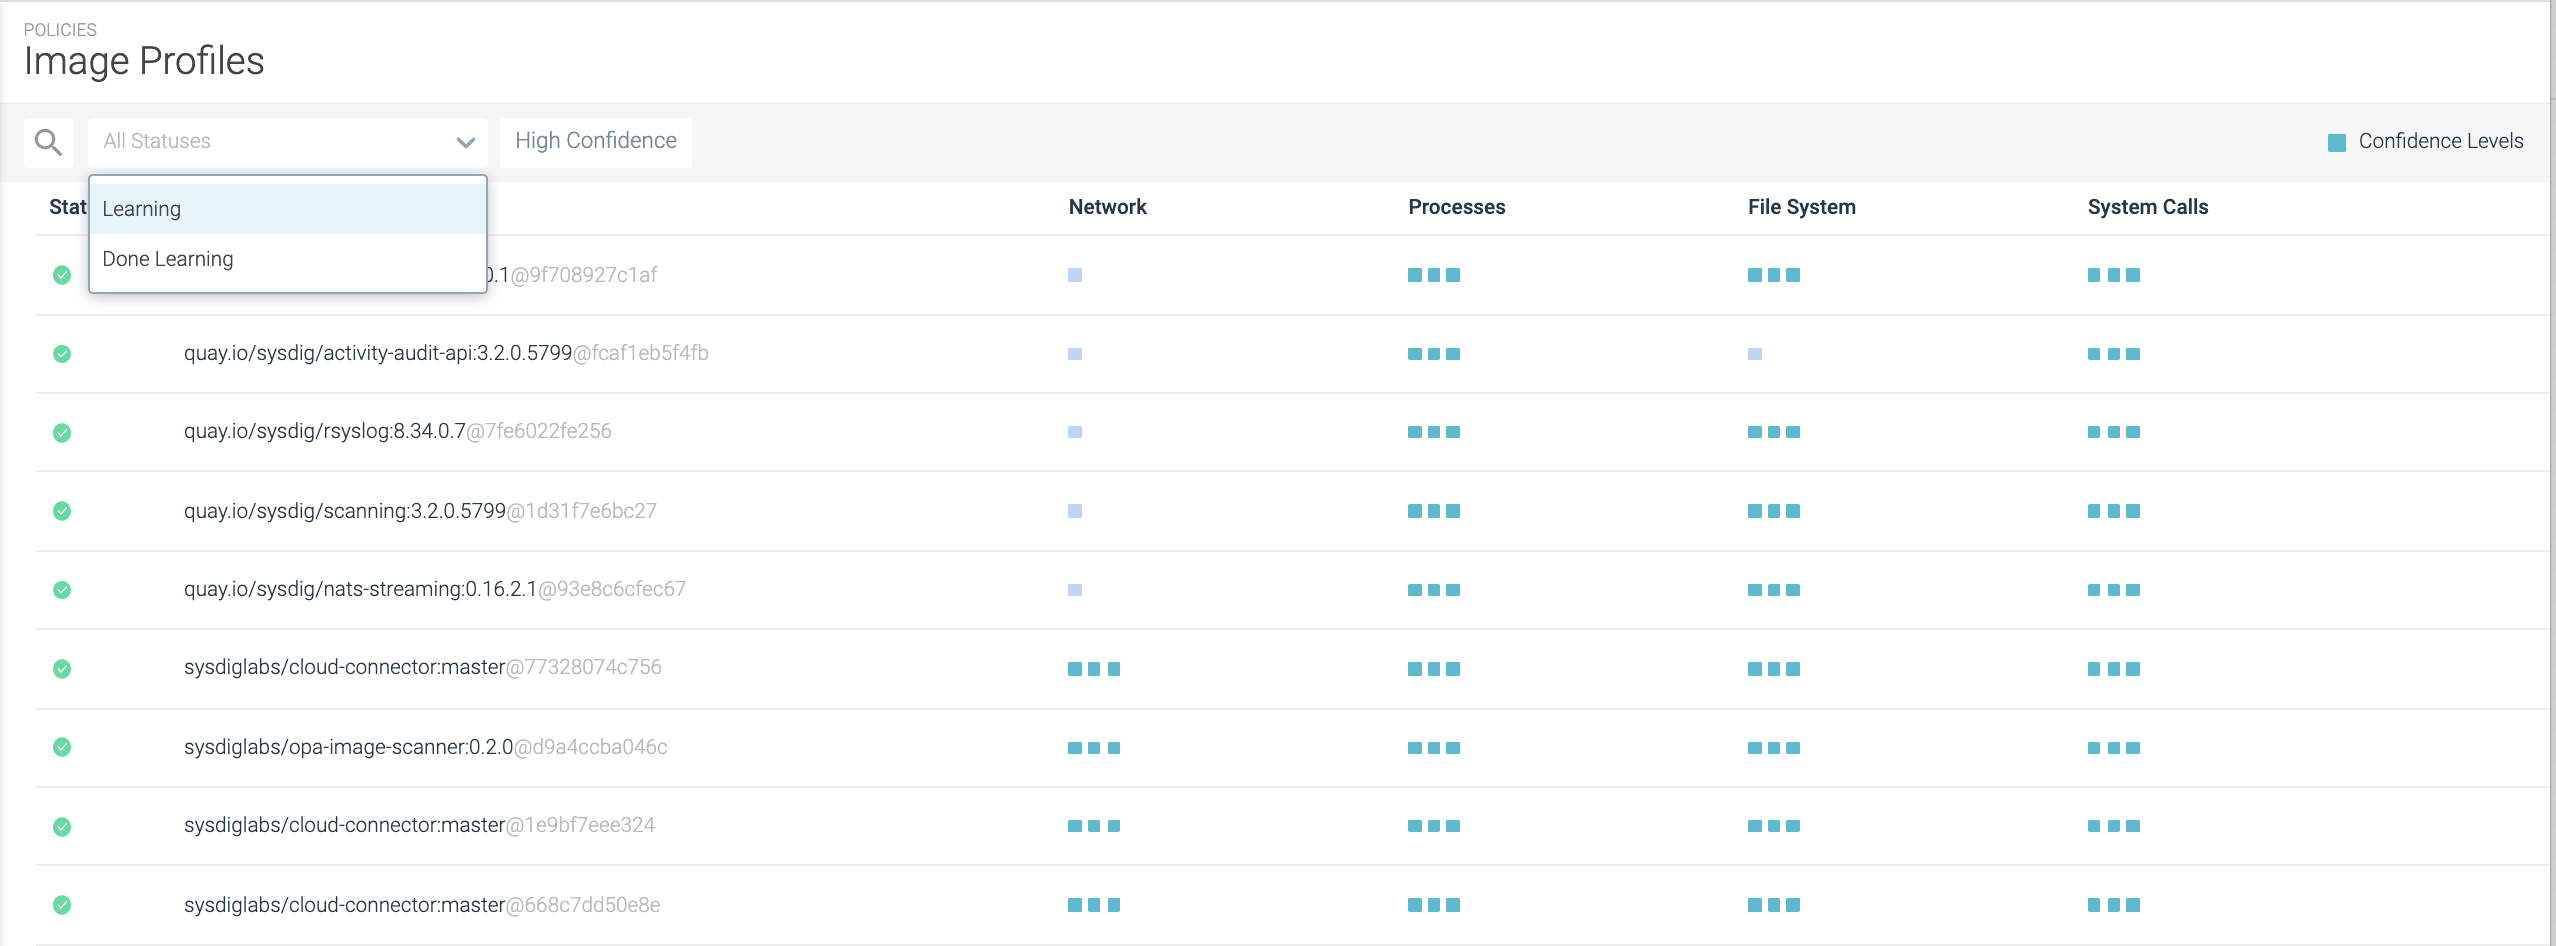 POLICIES
Image Profiles
All Statuses High Confidence Confidence Levels
Learning
Done Learning
Stat Network Processes File System System Calls
0.1@9f708927c1af
quay.io/sysdig/activity-audit-api:3.2.0.5799@fcaf1eb5f4fb
quay.io/sysdig/rsyslog:8.34.0.7@7fe6022fe256
quay.io/sysdig/scanning:3.2.0.5799@1d31f7e6bc27
quay.io/sysdig/nats-streaming:0.16.2.1@93e8c6cfec67
sysdiglabs/cloud-connector:master@77328074c756
sysdiglabs/opa-image-scanner:0.2.0@d9a4ccba046c
sysdiglabs/cloud-connector:master@1e9bf7eee324
sysdiglabs/cloud-connector:master@668c7dd50e8e